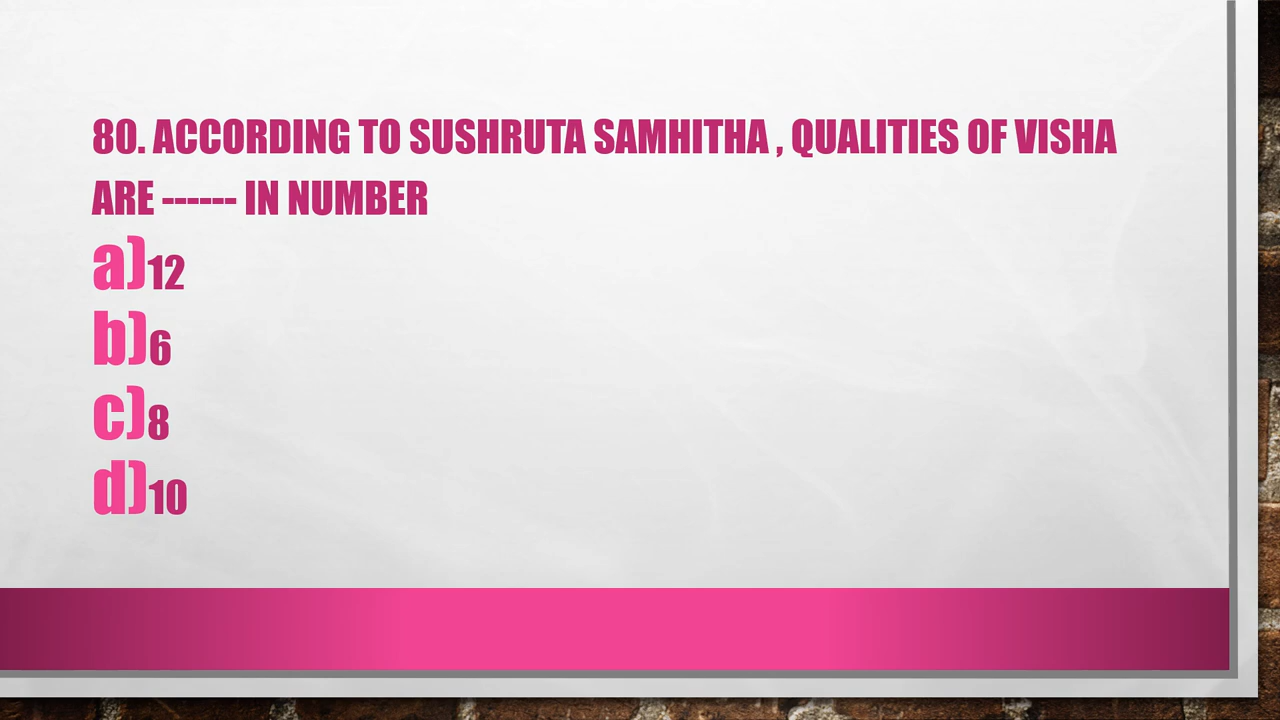 80. ACCORDING TO SUSHRUTA SAMHITHA , QUALITIES OF VISHA
ARE ------ IN NUMBER
a)12
b)6
c)8
d)10